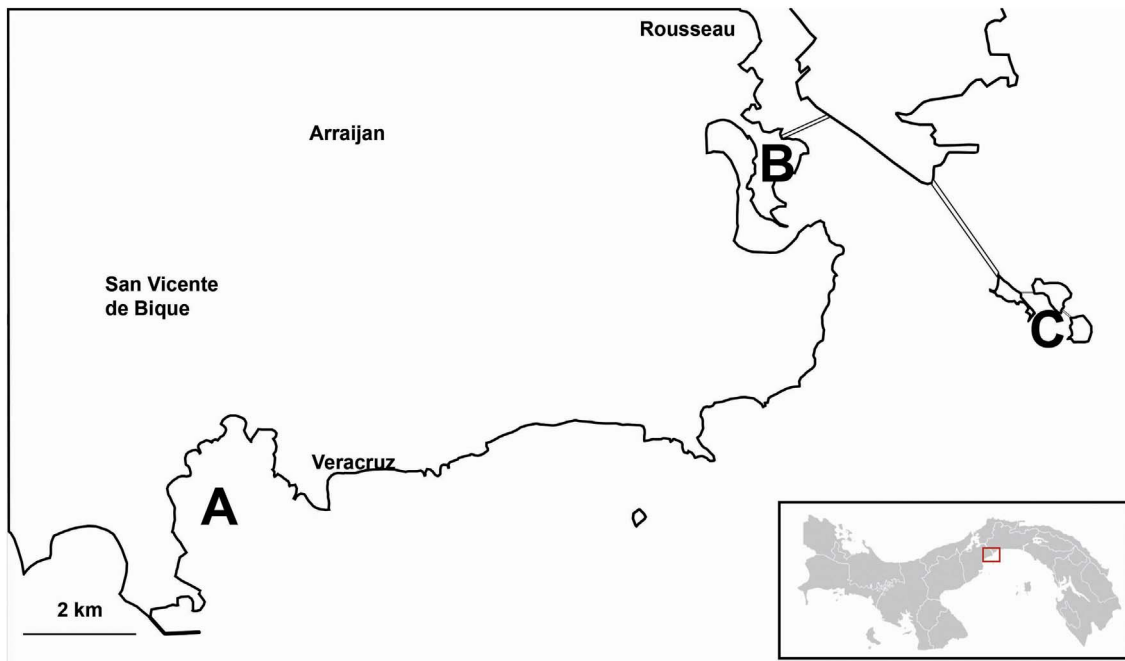 Rousseau
Arraijan
B
San Vicente
de Bique
C
Veracruz
A
2 km